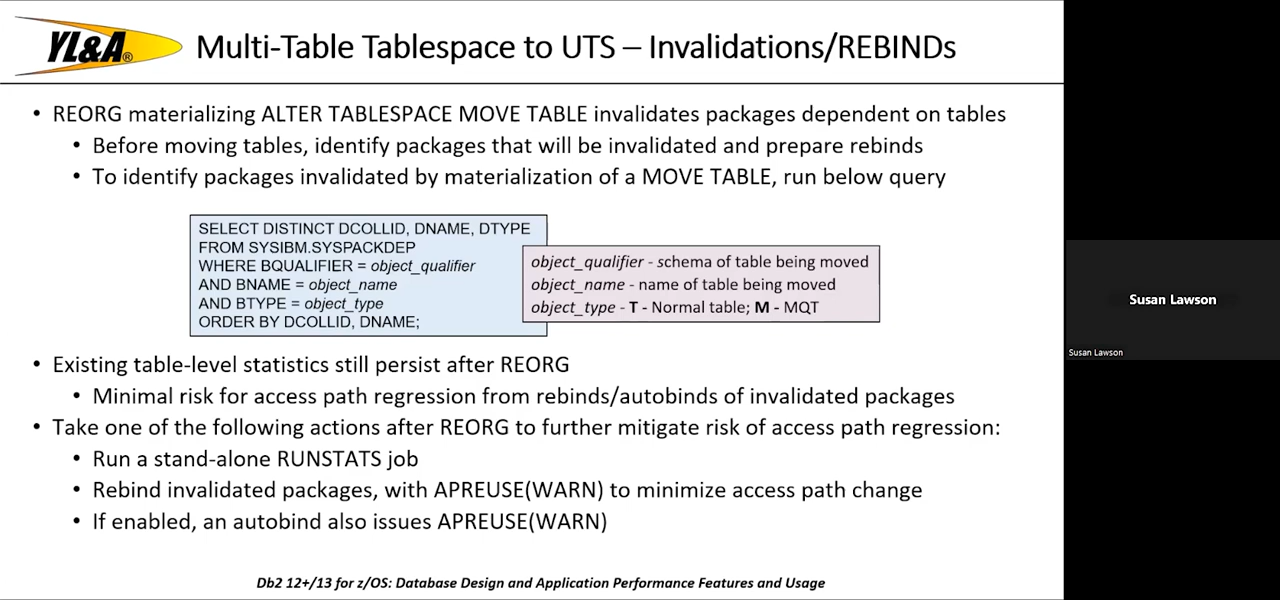 YL&A®
Multi-Table Tablespace to UTS – Invalidations/REBINDs
• REORG materializing ALTER TABLESPACE MOVE TABLE invalidates packages dependent on tables
• Before moving tables, identify packages that will be invalidated and prepare rebinds
• To identify packages invalidated by materialization of a MOVE TABLE, run below query
SELECT DISTINCT DCOLLID, DNAME, DTYPE
FROM SYSIBM.SYSPACKDEP
WHERE BQUALIFIER = object_qualifier
AND BNAME = object_name
AND BTYPE = object_type
ORDER BY DCOLLID, DNAME;
object_qualifier - schema of table being moved
object_name - name of table being moved
object_type - T - Normal table; M - MQT
• Existing table-level statistics still persist after REORG
• Minimal risk for access path regression from rebinds/autobinds of invalidated packages
• Take one of the following actions after REORG to further mitigate risk of access path regression:
• Run a stand-alone RUNSTATS job
• Rebind invalidated packages, with APREUSE(WARN) to minimize access path change
• If enabled, an autobind also issues APREUSE(WARN)
Db2 12+/13 for z/OS: Database Design and Application Performance Features and Usage
Susan Lawson
Susan Lawson